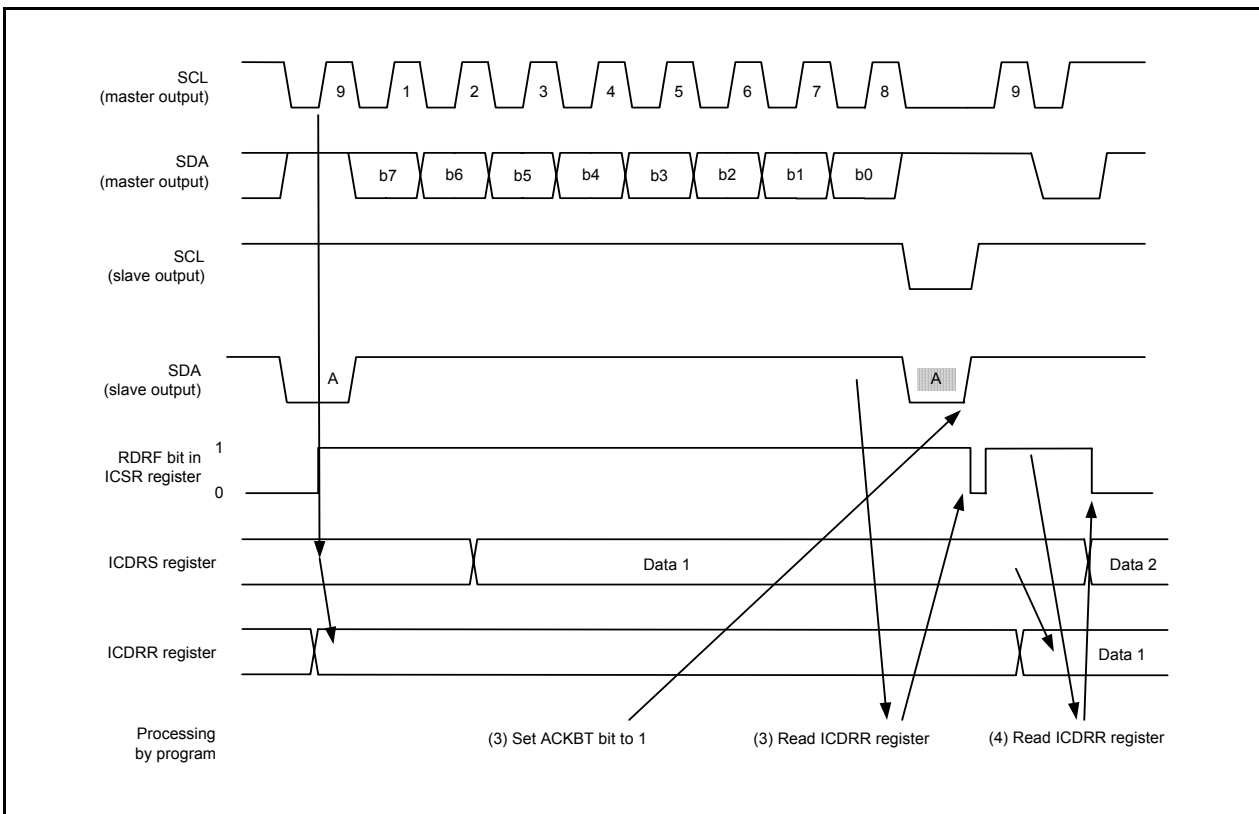 SCL
(master output)
9 1 2 3 4 5 6 7 8 9
SDA
(master output)
b7 b6 b5 b4 b3 b2 b1 b0
SCL
(slave output)
SDA
(slave output)
A A
RDRF bit in
ICSR register
1
0
ICDRS register
Data 1 Data 2
ICDRR register
Data 1
Processing
by program
(3) Set ACKBT bit to 1 (3) Read ICDRR register (4) Read ICDRR register